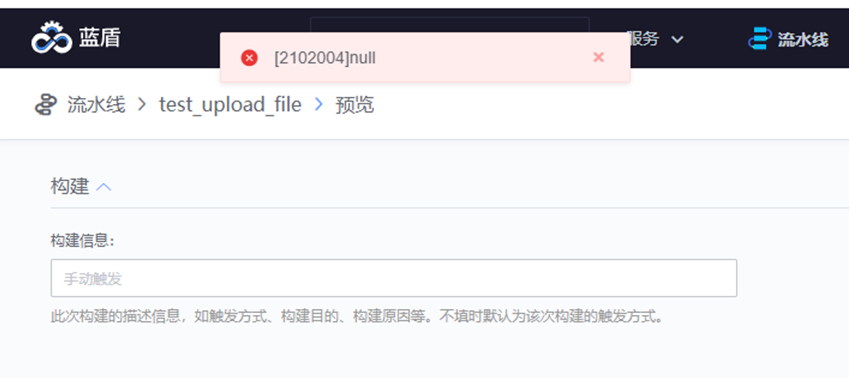 蓝盾
服务
流水线
[2102004]null
流水线 > test_upload_file > 预览
构建
构建信息：
手动触发
此次构建的描述信息，如触发方式、构建目的、构建原因等。不填时默认为该次构建的触发方式。